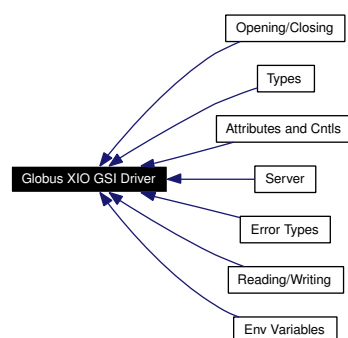 Opening/Closing
Types
Attributes and Cntls
Globus XIO GSI Driver
Server
Error Types
Reading/Writing
Env Variables